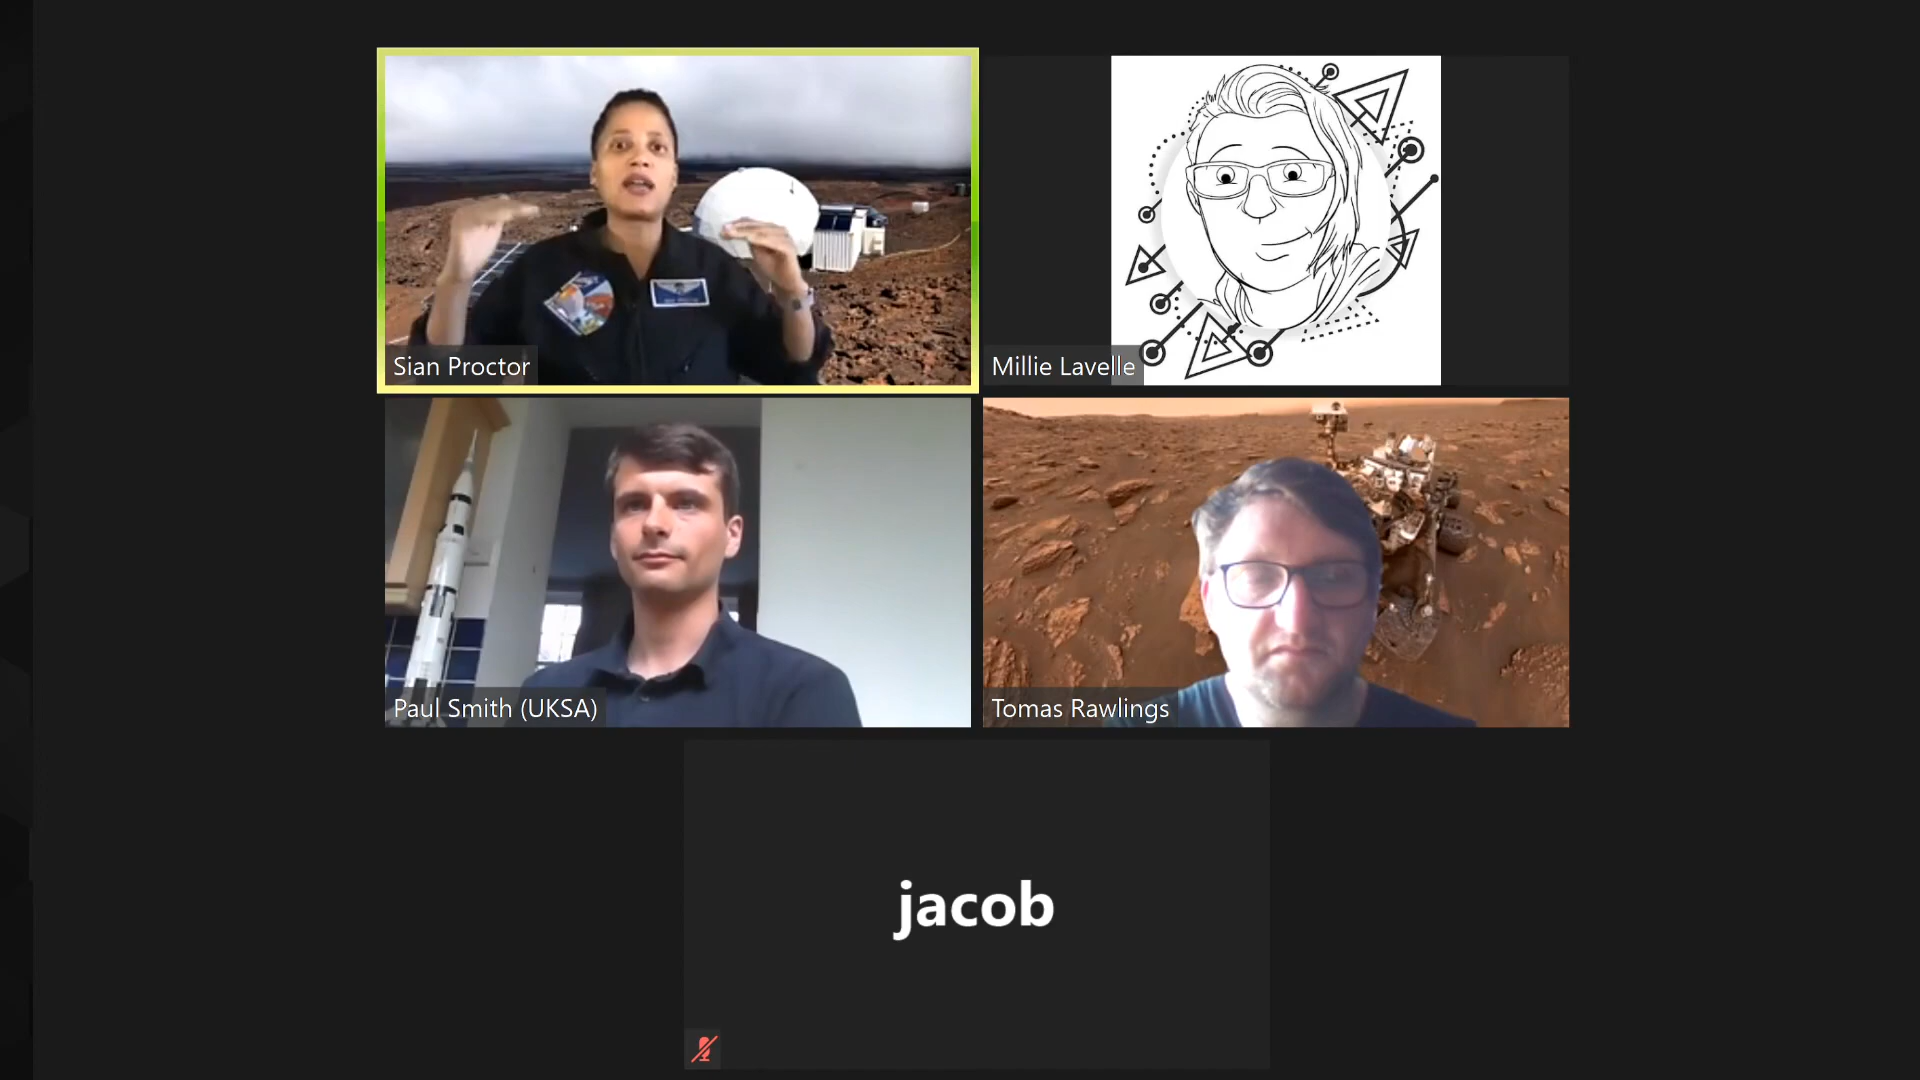 Sian Proctor
Millie Lavelle
Paul Smith (UKSA)
Tomas Rawlings
jacob